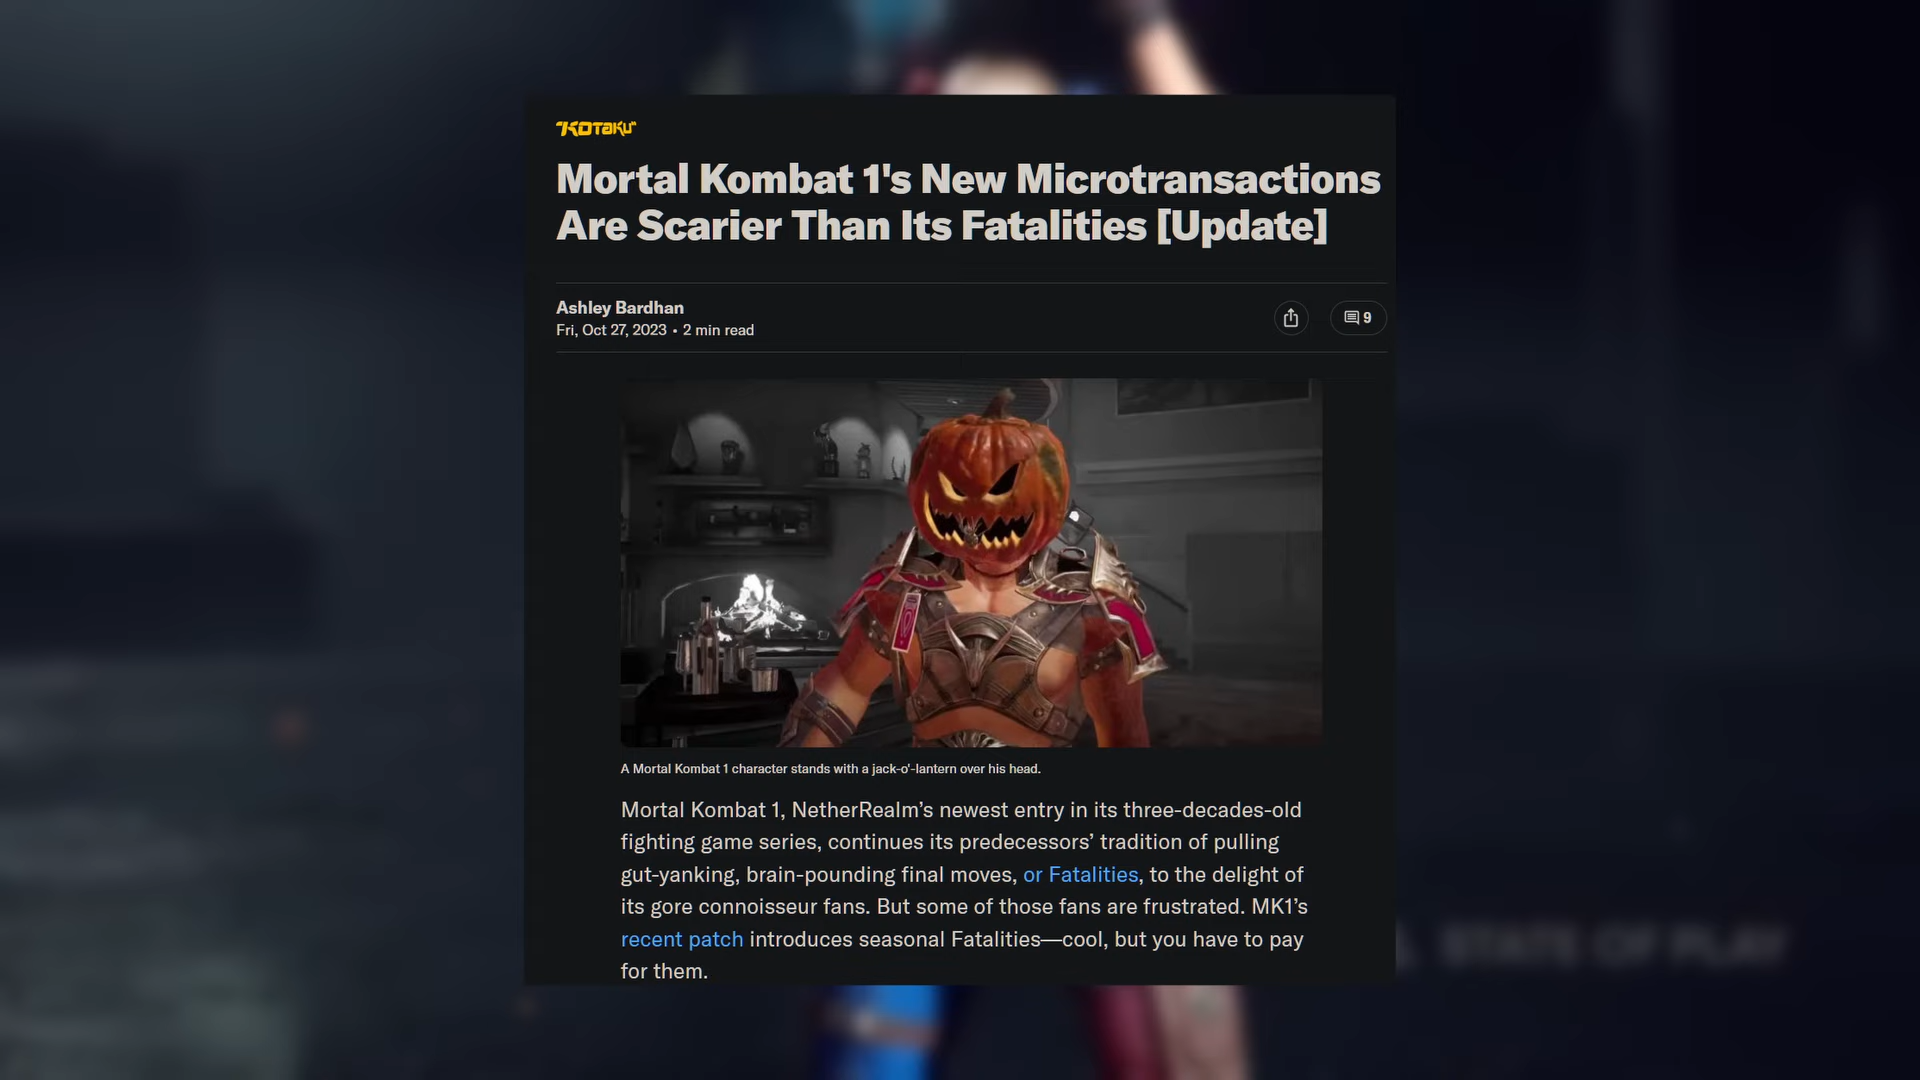 "KOTAKU"
Mortal Kombat 1's New Microtransactions
Are Scarier Than Its Fatalities [Update]
Ashley Bardhan
Fri, Oct 27, 2023 • 2 min read
9
A Mortal Kombat 1 character stands with a jack-o'-lantern over his head.
Mortal Kombat 1, NetherRealm’s newest entry in its three-decades-old
fighting game series, continues its predecessors’ tradition of pulling
gut-yanking, brain-pounding final moves, or Fatalities, to the delight of
its gore connoisseur fans. But some of those fans are frustrated. MK1’s
recent patch introduces seasonal Fatalities—cool, but you have to pay
for them.
STATE OF PLAY